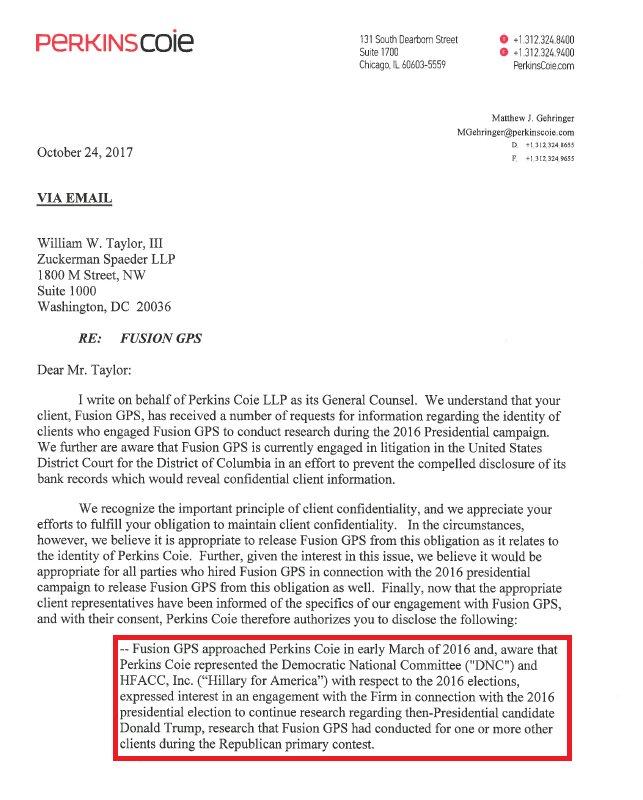 PERKINSCOIE
131 South Dearborn Street
Suite 1700
Chicago, IL 60603-5559
+1.312.324.8400
+1.312.324.9400
PerkinsCoie.com
Matthew J. Gehringer
MGehringer@perkinscoie.com
D. +1.312.324.8655
F. +1.312.324.9655
October 24, 2017
VIA EMAIL
William W. Taylor, III
Zuckerman Spaeder LLP
1800 M Street, NW
Suite 1000
Washington, DC 20036
RE: FUSION GPS
Dear Mr. Taylor:
I write on behalf of Perkins Coie LLP as its General Counsel. We understand that your
client, Fusion GPS, has received a number of requests for information regarding the identity of
clients who engaged Fusion GPS to conduct research during the 2016 Presidential campaign.
We further are aware that Fusion GPS is currently engaged in litigation in the United States
District Court for the District of Columbia in an effort to prevent the compelled disclosure of its
bank records which would reveal confidential client information.
We recognize the important principle of client confidentiality, and we appreciate your
efforts to fulfill your obligation to maintain client confidentiality. In the circumstances,
however, we believe it is appropriate to release Fusion GPS from this obligation as it relates to
the identity of Perkins Coie. Further, given the interest in this issue, we believe it would be
appropriate for all parties who hired Fusion GPS in connection with the 2016 presidential
campaign to release Fusion GPS from this obligation as well. Finally, now that the appropriate
client representatives have been informed of the specifics of our engagement with Fusion GPS,
and with their consent, Perkins Coie therefore authorizes you to disclose the following:
-- Fusion GPS approached Perkins Coie in early March of 2016 and, aware that
Perkins Coie represented the Democratic National Committee ("DNC") and
HFACC, Inc. ("Hillary for America") with respect to the 2016 elections,
expressed interest in an engagement with the Firm in connection with the 2016
presidential election to continue research regarding then-Presidential candidate
Donald Trump, research that Fusion GPS had conducted for one or more other
clients during the Republican primary contest.